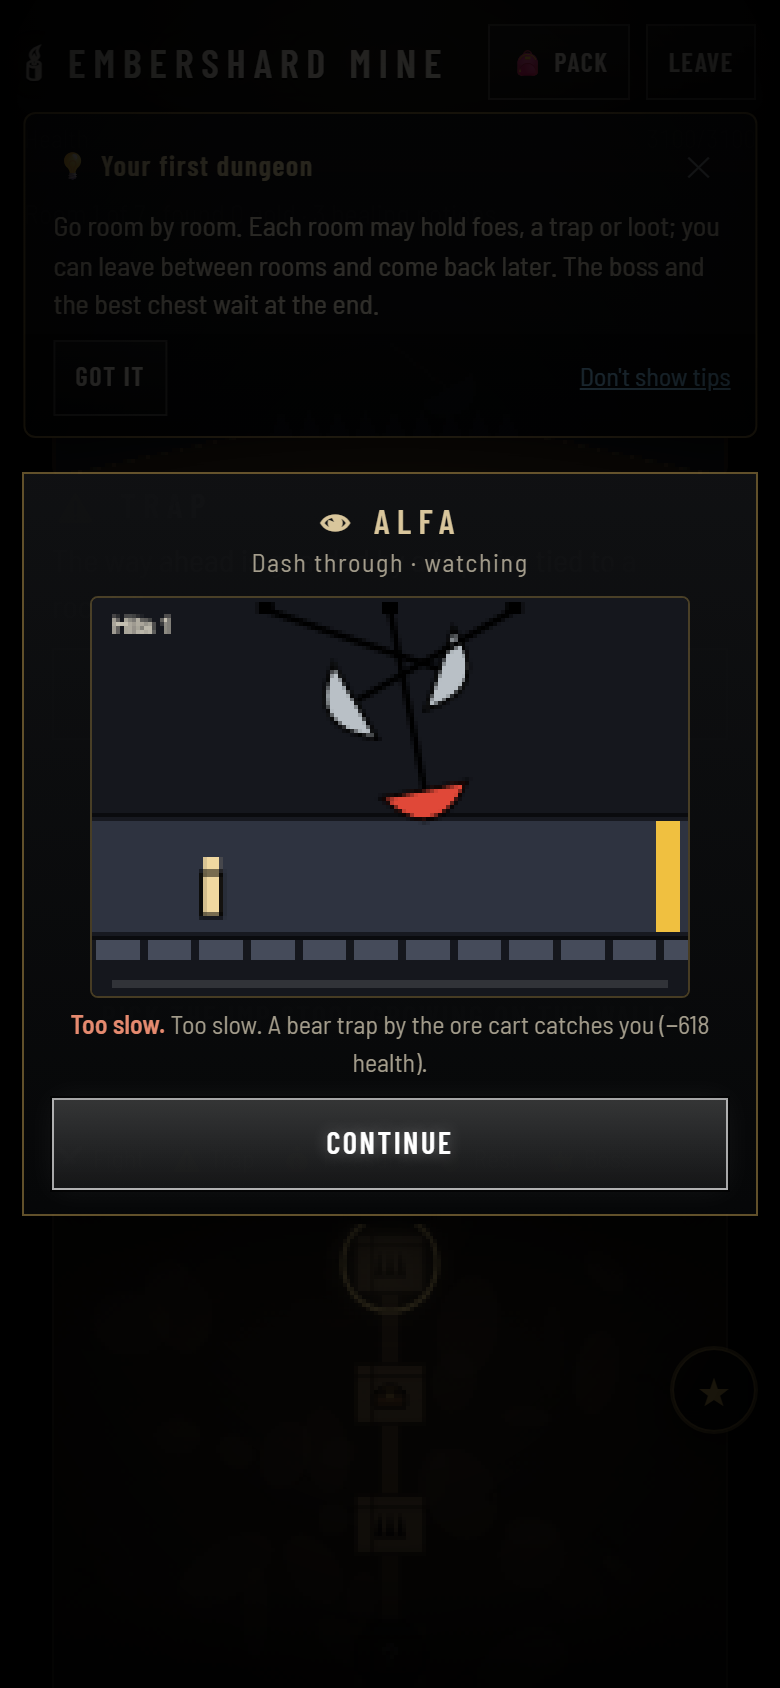 EMBERSHARD MINE
PACK
LEAVE
Your first dungeon
Go room by room. Each room may hold foes, a trap or loot; you
can leave between rooms and come back later. The boss and
the best chest wait at the end.
GOT IT
Don't show tips
ALFA
Dash through · watching
Hits 1
Too slow. Too slow. A bear trap by the ore cart catches you (−618
health).
CONTINUE